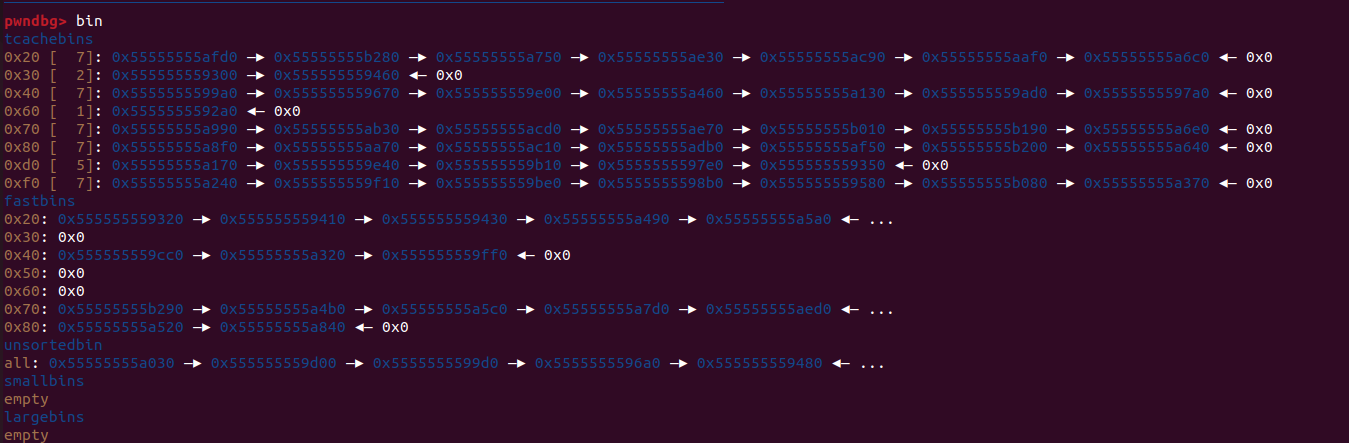 pwndbg> bin
tcachebins
0x20 [  7]: 0x55555555afd0 —▸ 0x55555555b280 —▸ 0x55555555a750 —▸ 0x55555555ae30 —▸ 0x55555555ac90 —▸ 0x55555555aaf0 —▸ 0x55555555a6c0 ◂— 0x0
0x30 [  2]: 0x555555559300 —▸ 0x555555559460 ◂— 0x0
0x40 [  7]: 0x5555555599a0 —▸ 0x555555559670 —▸ 0x555555559e00 —▸ 0x55555555a460 —▸ 0x55555555a130 —▸ 0x555555559ad0 —▸ 0x5555555597a0 ◂— 0x0
0x60 [  1]: 0x5555555592a0 ◂— 0x0
0x70 [  7]: 0x55555555a990 —▸ 0x55555555ab30 —▸ 0x55555555acd0 —▸ 0x55555555ae70 —▸ 0x55555555b010 —▸ 0x55555555b190 —▸ 0x55555555a6e0 ◂— 0x0
0x80 [  7]: 0x55555555a8f0 —▸ 0x55555555aa70 —▸ 0x55555555ac10 —▸ 0x55555555adb0 —▸ 0x55555555af50 —▸ 0x55555555b200 —▸ 0x55555555a640 ◂— 0x0
0xd0 [  5]: 0x55555555a170 —▸ 0x555555559e40 —▸ 0x555555559b10 —▸ 0x5555555597e0 —▸ 0x555555559350 ◂— 0x0
0xf0 [  7]: 0x55555555a240 —▸ 0x555555559f10 —▸ 0x555555559be0 —▸ 0x5555555598b0 —▸ 0x555555559580 —▸ 0x55555555b080 —▸ 0x55555555a370 ◂— 0x0
fastbins
0x20: 0x555555559320 —▸ 0x555555559410 —▸ 0x555555559430 —▸ 0x55555555a490 —▸ 0x55555555a5a0 ◂— ...
0x30: 0x0
0x40: 0x555555559cc0 —▸ 0x55555555a320 —▸ 0x555555559ff0 ◂— 0x0
0x50: 0x0
0x60: 0x0
0x70: 0x55555555b290 —▸ 0x55555555a4b0 —▸ 0x55555555a5c0 —▸ 0x55555555a7d0 —▸ 0x55555555aed0 ◂— ...
0x80: 0x55555555a520 —▸ 0x55555555a840 ◂— 0x0
unsortedbin
all: 0x55555555a030 —▸ 0x555555559d00 —▸ 0x5555555599d0 —▸ 0x5555555596a0 —▸ 0x555555559480 ◂— ...
smallbins
empty
largebins
empty